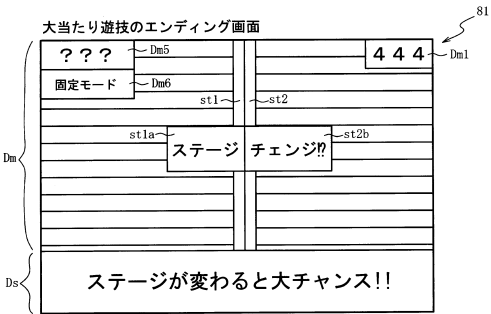 81
大当たり遊技のエンディング画面
??? Dm5 444 Dm1
固定モード Dm6
st1 st2
st1a st2b
ステージ チェンジ!?
Dm
ステージが変わると大チャンス!!
Ds